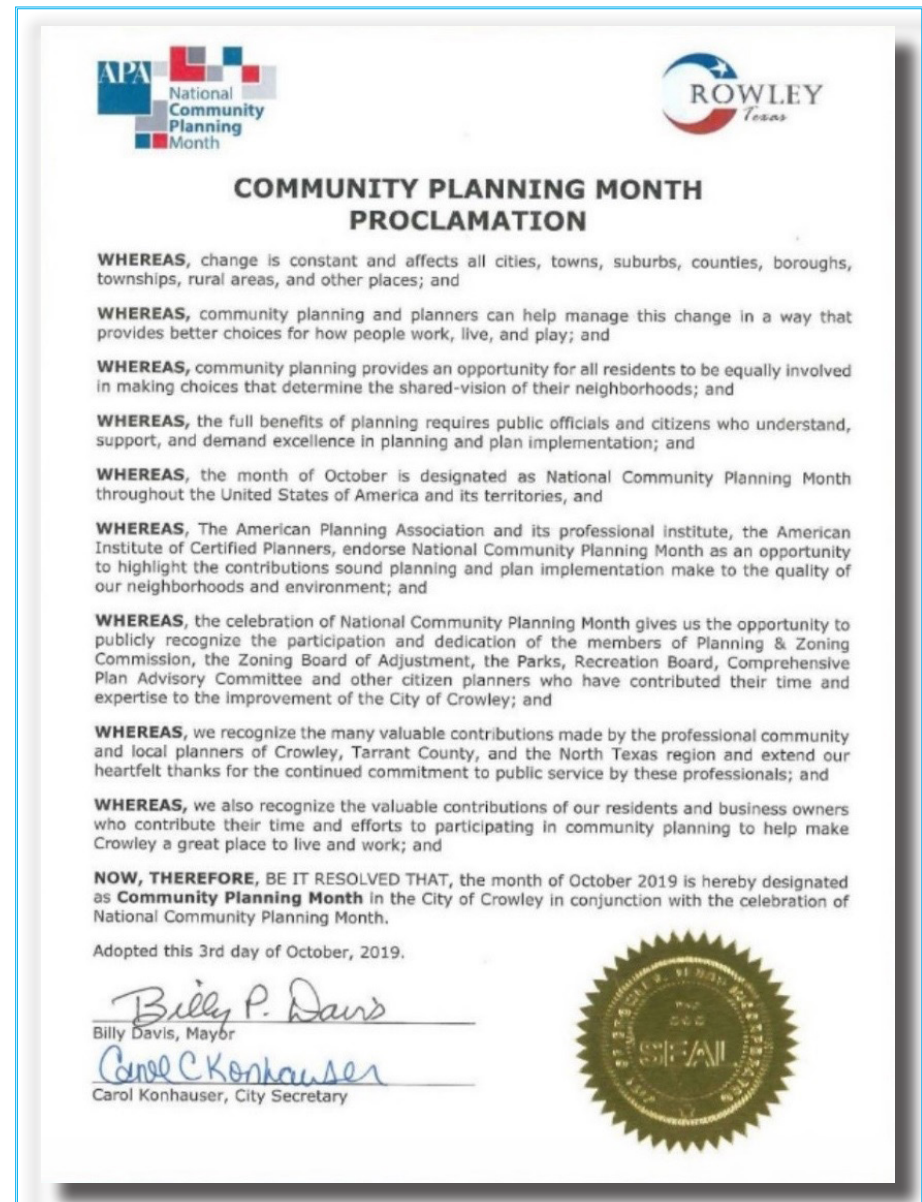 APA
National
Community
Planning
Month
CROWLEY
Texas
COMMUNITY PLANNING MONTH
PROCLAMATION
WHEREAS, change is constant and affects all cities, towns, suburbs, counties, boroughs,
townships, rural areas, and other places; and
WHEREAS, community planning and planners can help manage this change in a way that
provides better choices for how people work, live, and play; and
WHEREAS, community planning provides an opportunity for all residents to be equally involved
in making choices that determine the shared-vision of their neighborhoods; and
WHEREAS, the full benefits of planning requires public officials and citizens who understand,
support, and demand excellence in planning and plan implementation; and
WHEREAS, the month of October is designated as National Community Planning Month
throughout the United States of America and its territories, and
WHEREAS, The American Planning Association and its professional institute, the American
Institute of Certified Planners, endorse National Community Planning Month as an opportunity
to highlight the contributions sound planning and plan implementation make to the quality of
our neighborhoods and environment; and
WHEREAS, the celebration of National Community Planning Month gives us the opportunity to
publicly recognize the participation and dedication of the members of Planning & Zoning
Commission, the Zoning Board of Adjustment, the Parks, Recreation Board, Comprehensive
Plan Advisory Committee and other citizen planners who have contributed their time and
expertise to the improvement of the City of Crowley; and
WHEREAS, we recognize the many valuable contributions made by the professional community
and local planners of Crowley, Tarrant County, and the North Texas region and extend our
heartfelt thanks for the continued commitment to public service by these professionals; and
WHEREAS, we also recognize the valuable contributions of our residents and business owners
who contribute their time and efforts to participating in community planning to help make
Crowley a great place to live and work; and
NOW, THEREFORE, BE IT RESOLVED THAT, the month of October 2019 is hereby designated
as Community Planning Month in the City of Crowley in conjunction with the celebration of
National Community Planning Month.
Adopted this 3rd day of October, 2019.
Billy P. Davis
Billy Davis, Mayor
Carol C Konhauser
Carol Konhauser, City Secretary
SEAL